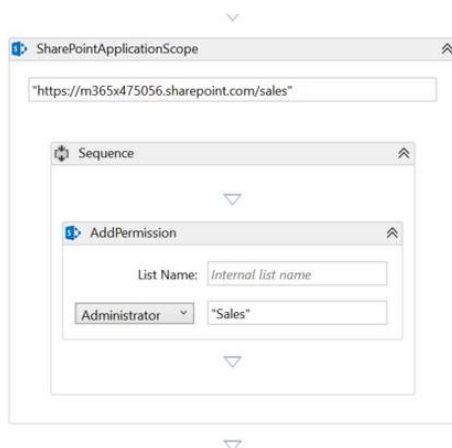 SharePointApplicationScope
"https://m365x475056.sharepoint.com/sales"
Sequence
AddPermission
List Name: Internal list name
Administrator "Sales"